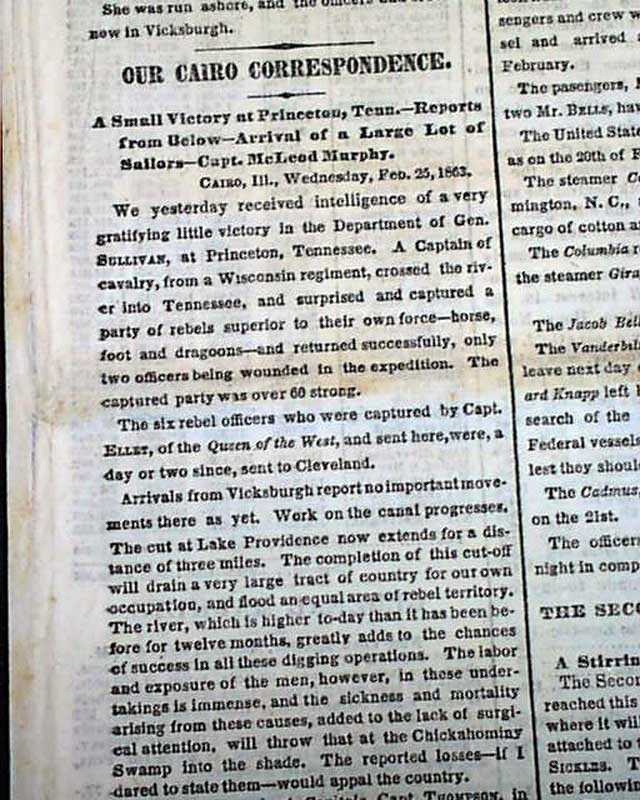 She was run ashore, and the officers and
now in Vicksburgh.
OUR CAIRO CORRESPONDENCE.
A Small Victory at Princeton, Tenn.—Reports
from Below—Arrival of a Large Lot of
Sailors—Capt. McLeod Murphy.
CAIRO, Ill., Wednesday, Feb. 25, 1863.
We yesterday received intelligence of a very
gratifying little victory in the Department of Gen.
SULLIVAN, at Princeton, Tennessee. A Captain of
cavalry, from a Wisconsin regiment, crossed the riv-
er into Tennessee, and surprised and captured a
party of rebels superior to their own force—horse,
foot and dragoons—and returned successfully, only
two officers being wounded in the expedition. The
captured party was over 60 strong.
The six rebel officers who were captured by Capt.
ELLET, of the Queen of the West, and sent here, were, a
day or two since, sent to Cleveland.
Arrivals from Vicksburgh report no important move-
ments there as yet. Work on the canal progresses.
The cut at Lake Providence now extends for a dis-
tance of three miles. The completion of this cut-off
will drain a very large tract of country for our own
occupation, and flood an equal area of rebel territory.
The river, which is higher to-day than it has been be-
fore for twelve months, greatly adds to the chances
of success in all these digging operations. The labor
and exposure of the men, however, in these under-
takings is immense, and the sickness and mortality
arising from these causes, added to the lack of surgi-
cal attention, will throw that at the Chickahominy
Swamp into the shade. The reported losses—if I
dared to state them—would appal the country.
Capt. THOMPSON, in
sengers and crew w
sel and arrived
February.
The pasengers,
two Mr. BELLS, hav
The United State
as on the 20th of F
The steamer
mington, N. C.,
cargo of cotton a
The Columbia r
the steamer Gira
The Jacob Bell
The Vanderbil
leave next day
ard Knapp left
search of the
Federal vessels
lest they shoul
The Cadmus,
on the 21st.
The officer
night in comp
THE SECO
A Stirrin
The Secon
reached this
where it wil
attached to
SICKLES. T
the followi